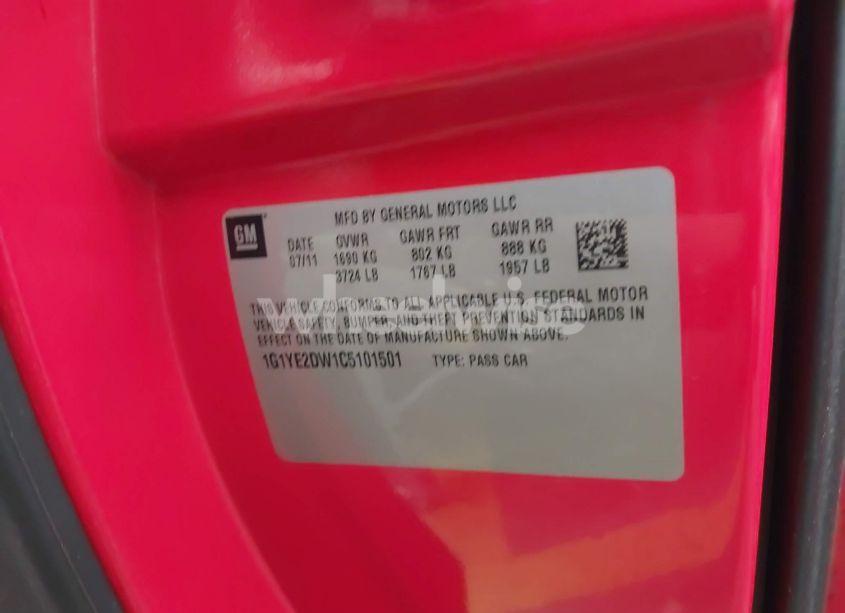 MFD BY GENERAL MOTORS LLC
GM
DATE GVWR GAWR FRT GAWR RR
07/11 1690 KG 802 KG 888 KG
3724 LB 1767 LB 1957 LB
THIS VEHICLE CONFORMS TO ALL APPLICABLE U.S. FEDERAL MOTOR
VEHICLE SAFETY, BUMPER, AND THEFT PREVENTION STANDARDS IN
EFFECT ON THE DATE OF MANUFACTURE SHOWN ABOVE.
1G1YE2DW1C5101501 TYPE: PASS CAR